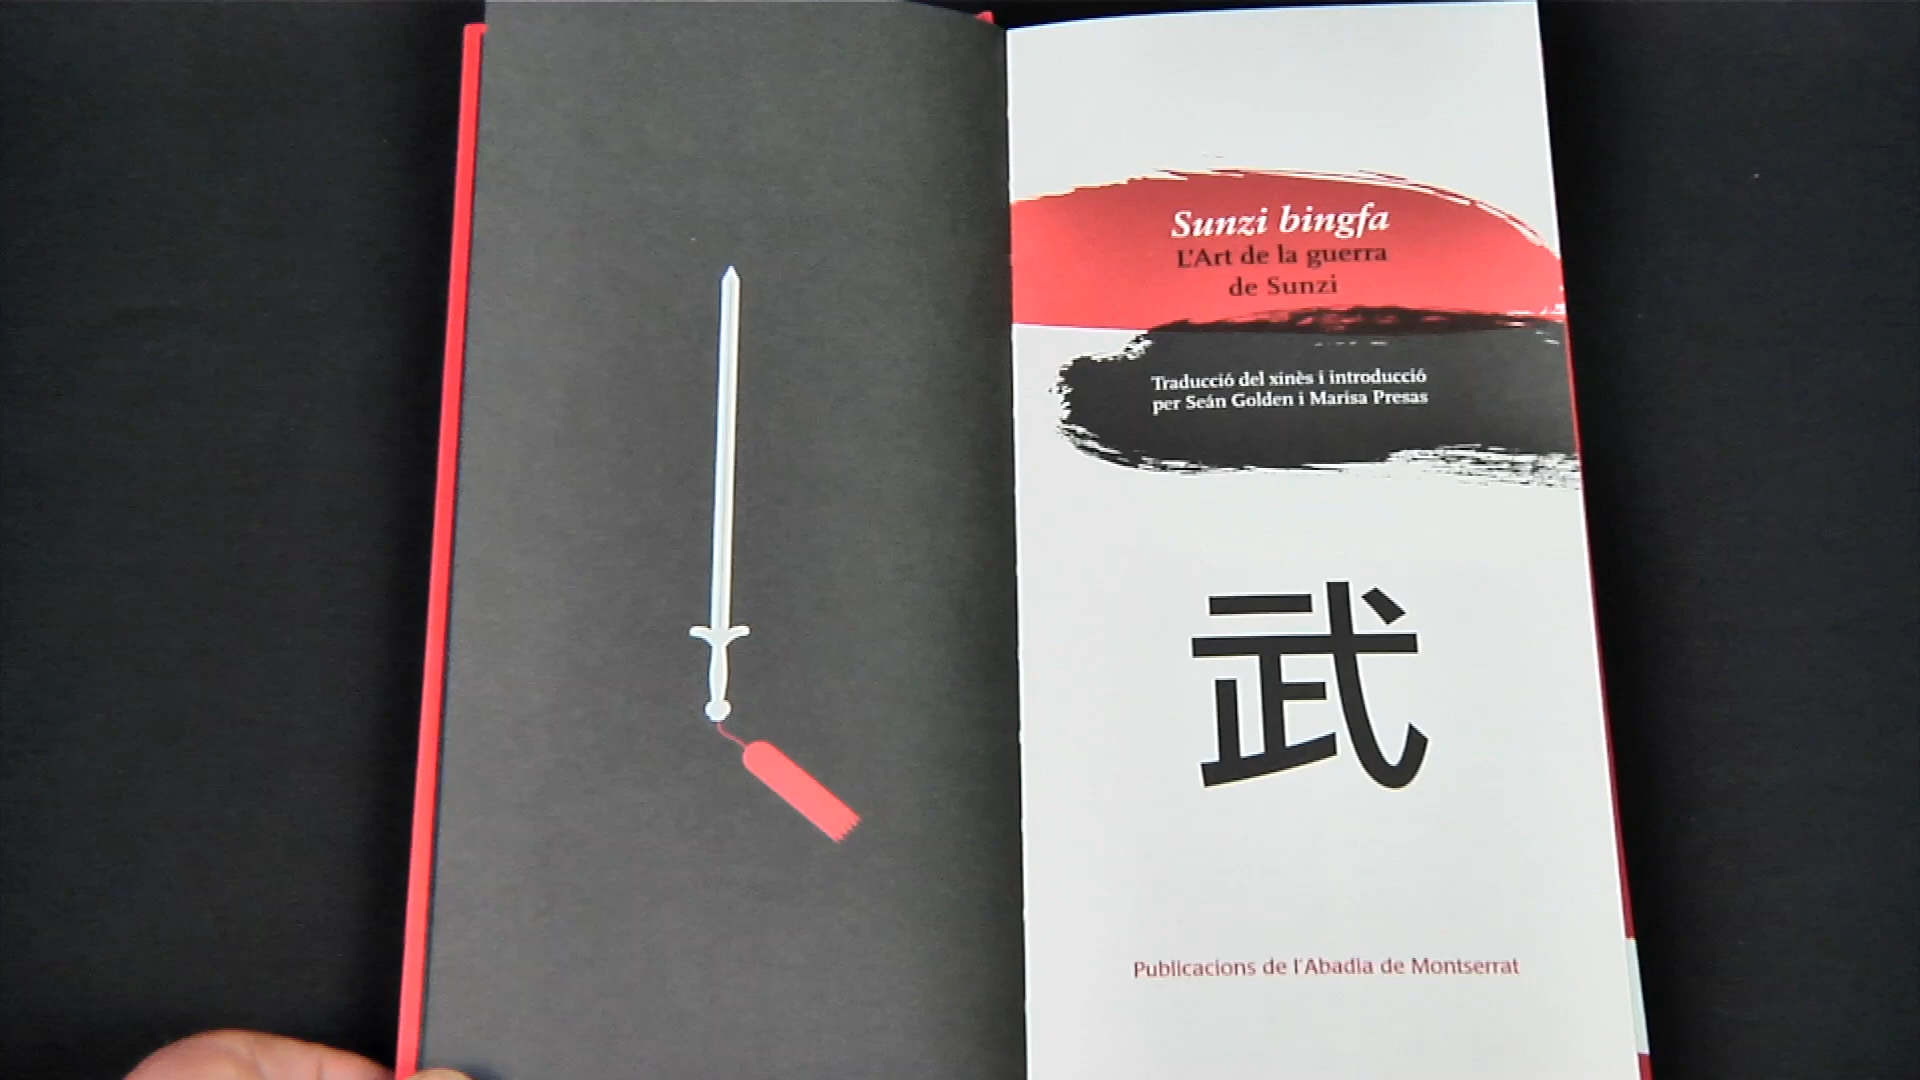 Sunzi bingfa
L'Art de la guerra
de Sunzi
Traducció del xinès i introducció
per Seán Golden i Marisa Presas
武
Publicacions de l'Abadia de Montserrat